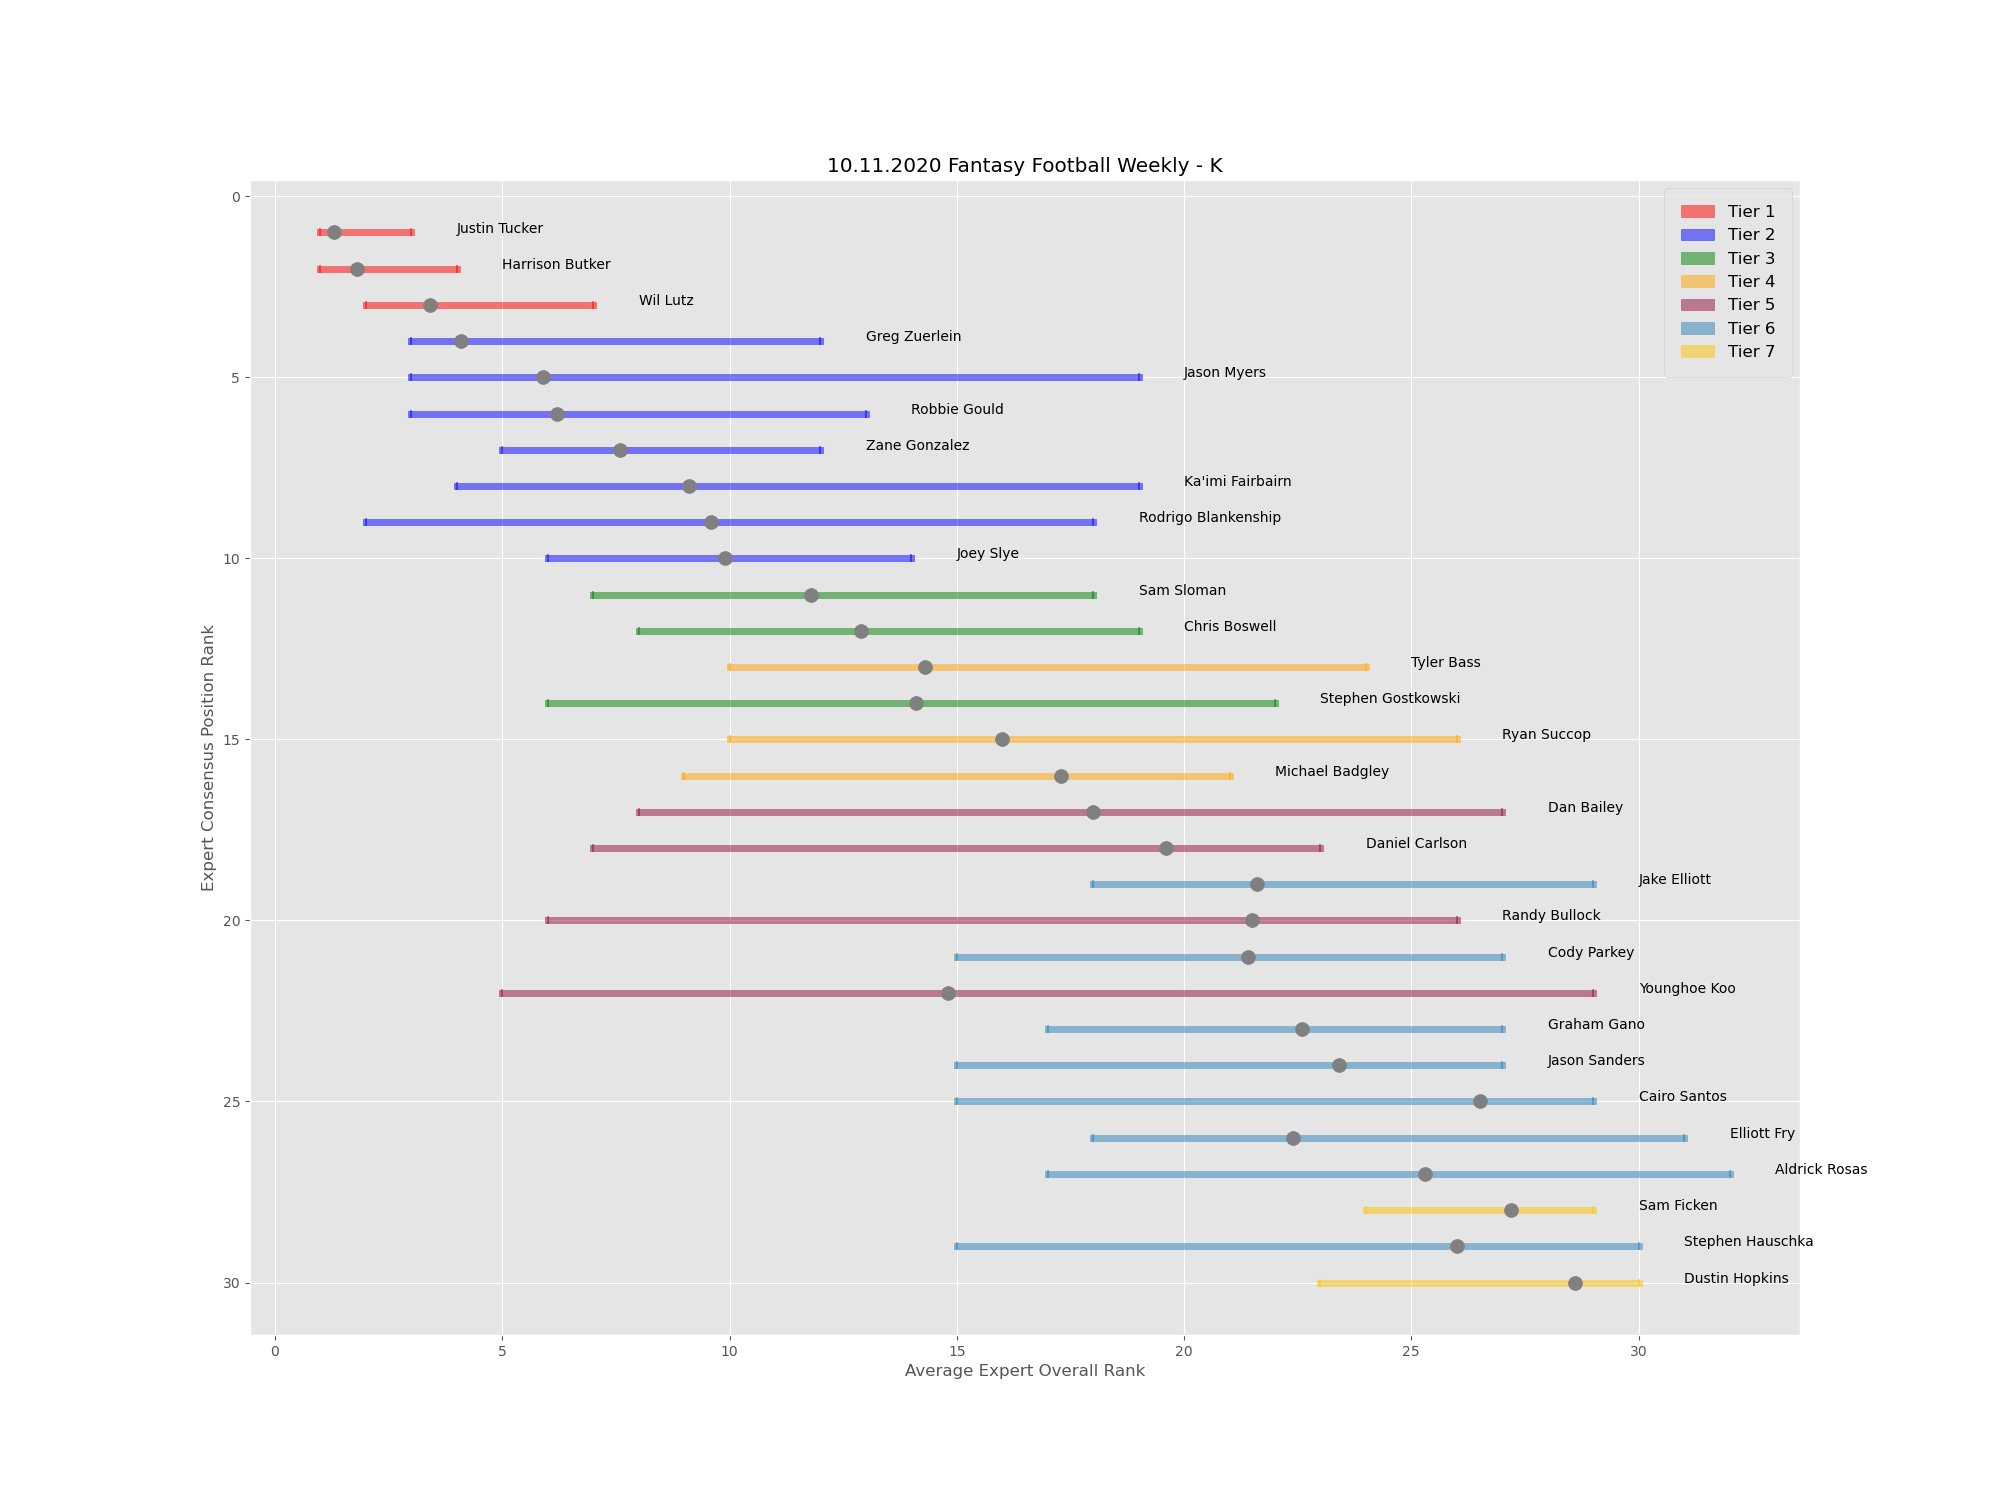 10.11.2020 Fantasy Football Weekly - K
Tier 1
Tier 2
Tier 3
Tier 4
Tier 5
Tier 6
Tier 7
Justin Tucker
Harrison Butker
Wil Lutz
Greg Zuerlein
Jason Myers
Robbie Gould
Zane Gonzalez
Ka'imi Fairbairn
Rodrigo Blankenship
Joey Slye
Sam Sloman
Chris Boswell
Tyler Bass
Stephen Gostkowski
Ryan Succop
Michael Badgley
Dan Bailey
Daniel Carlson
Jake Elliott
Randy Bullock
Cody Parkey
Younghoe Koo
Graham Gano
Jason Sanders
Cairo Santos
Elliott Fry
Aldrick Rosas
Sam Ficken
Stephen Hauschka
Dustin Hopkins
0
5
10
15
20
25
30
Expert Consensus Position Rank
0 5 10 15 20 25 30
Average Expert Overall Rank